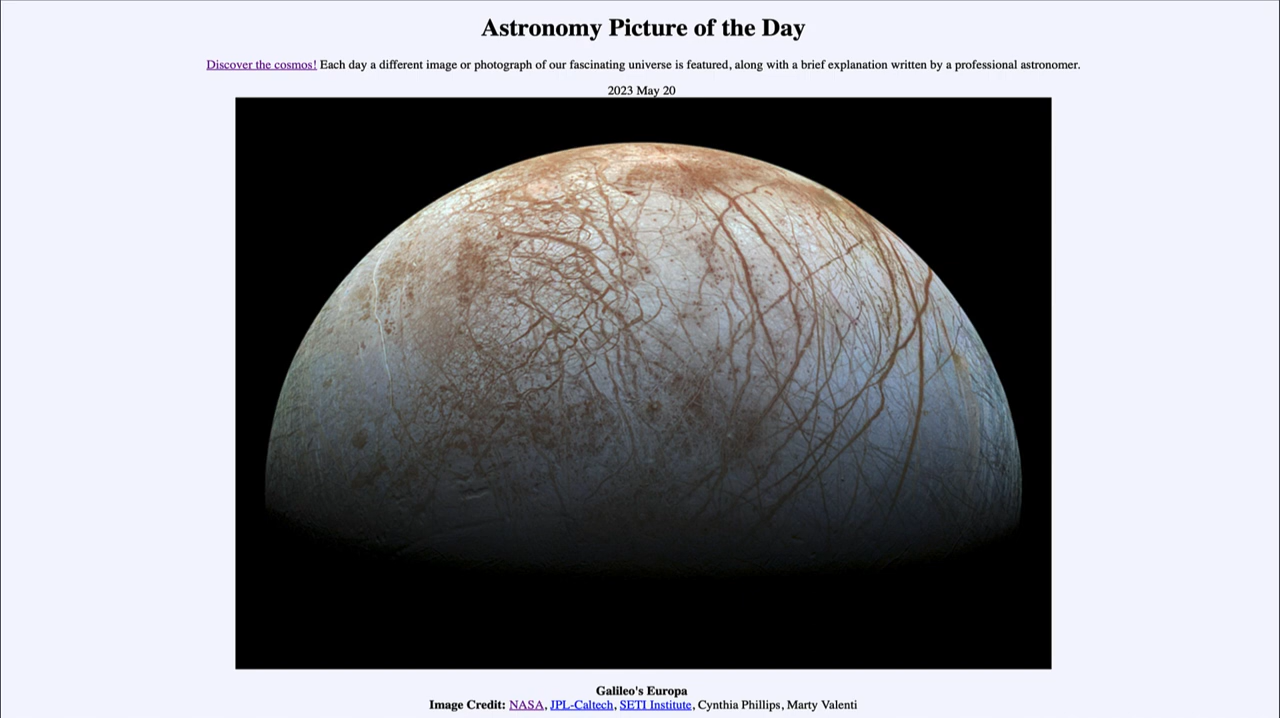 Astronomy Picture of the Day
Discover the cosmos! Each day a different image or photograph of our fascinating universe is featured, along with a brief explanation written by a professional astronomer.
2023 May 20
Galileo's Europa
Image Credit: NASA, JPL-Caltech, SETI Institute, Cynthia Phillips, Marty Valenti